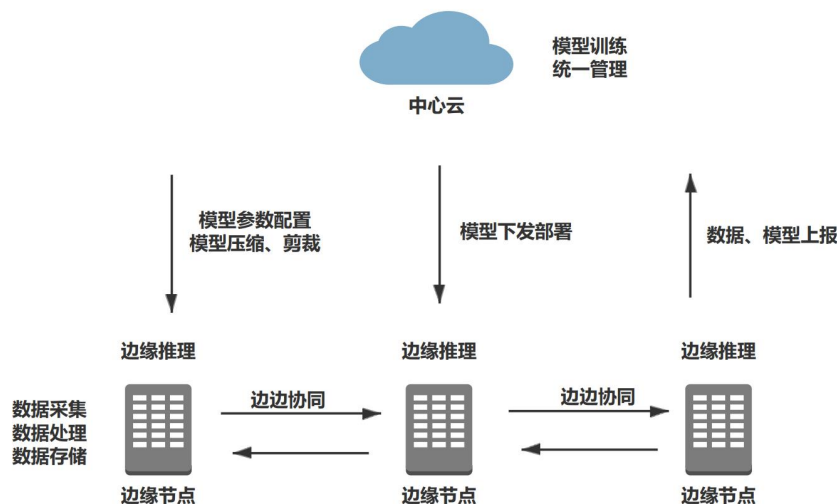 模型训练
统一管理
中心云
模型参数配置
模型压缩、剪裁
模型下发部署
数据、模型上报
边缘推理
边缘推理
边缘推理
数据采集
数据处理
数据存储
边边协同
边边协同
边缘节点
边缘节点
边缘节点